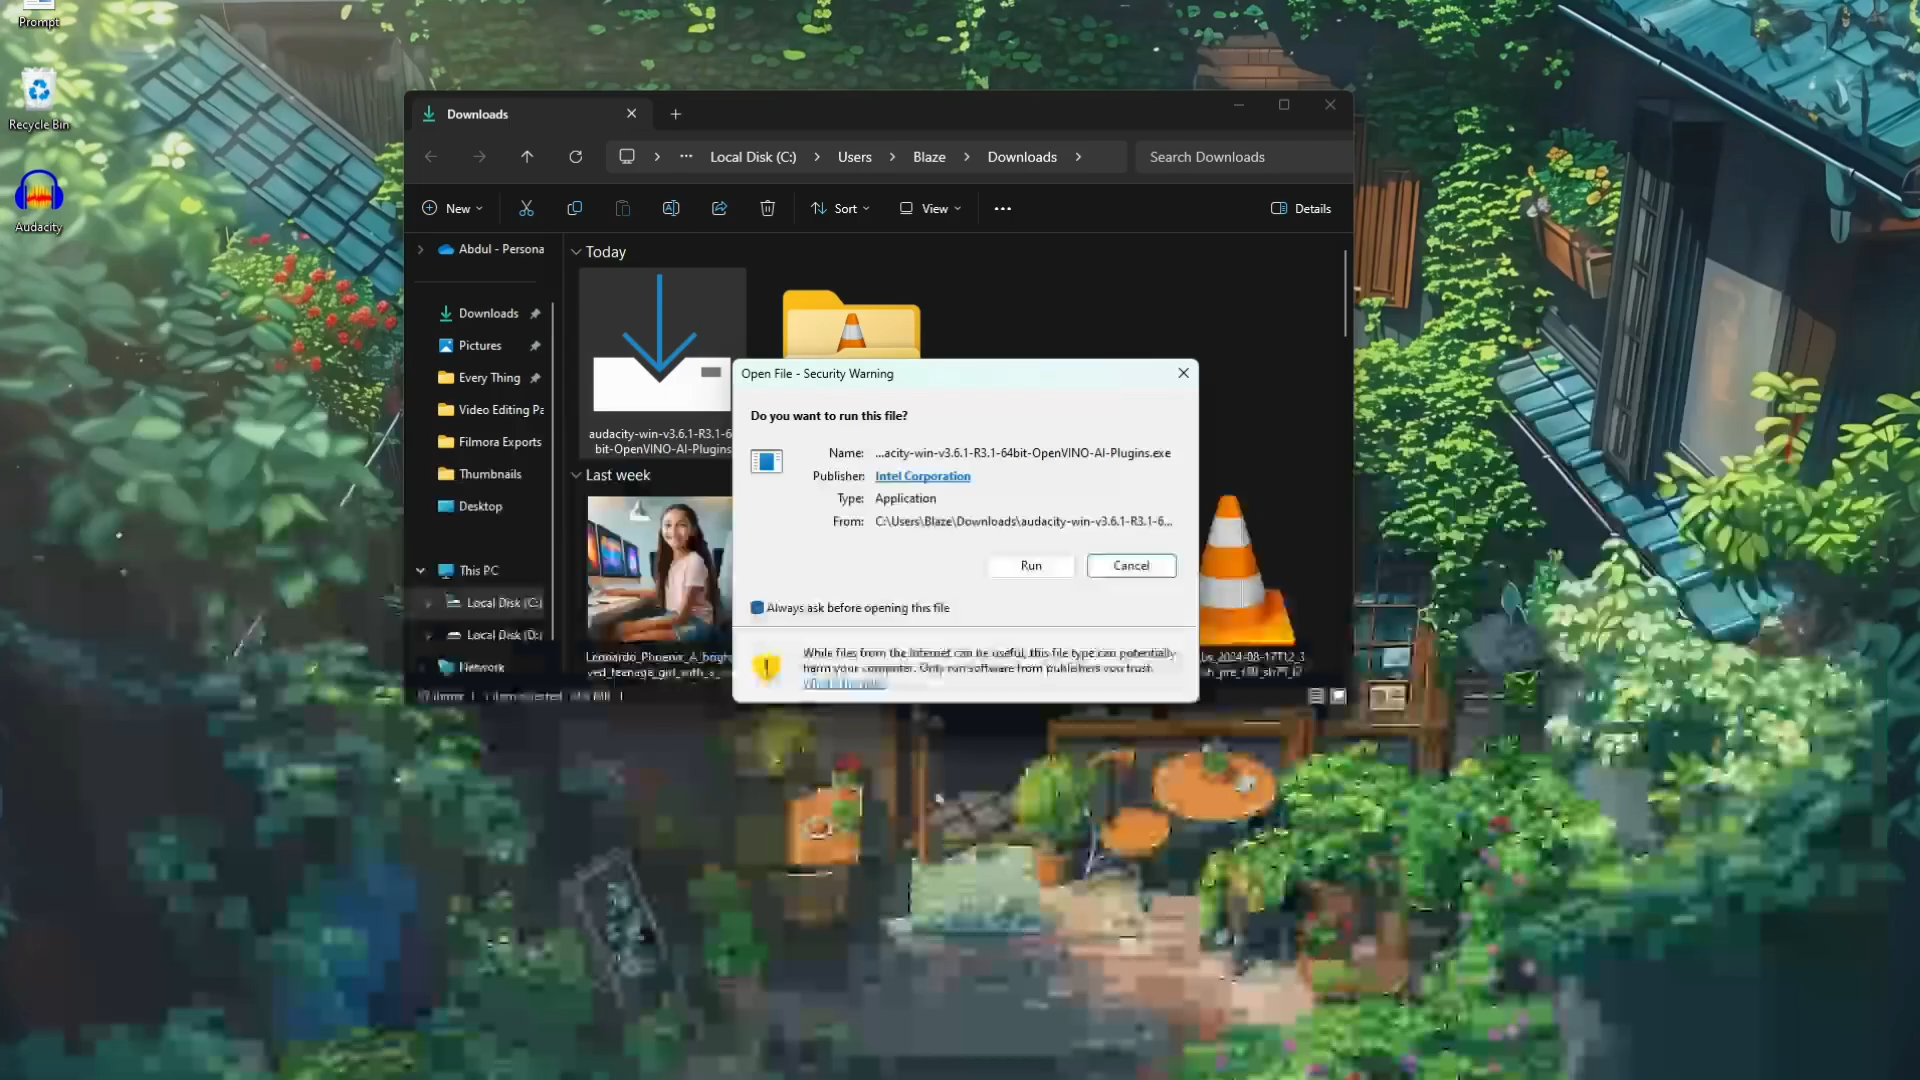 Prompt
Recycle Bin
Audacity
Downloads
Local Disk (C:)
Users
Blaze
Downloads
Search Downloads
New
Sort
View
Details
Abdul - Persona
Downloads
Pictures
Every Thing
Video Editing Pa
Filmora Exports
Thumbnails
Desktop
This PC
Local Disk (C:)
Local Disk (D:)
Network
Today
audacity-win-v3.6.1-R3.1-6
bit-OpenVINO-AI-Plugins
Last week
Open File - Security Warning
Do you want to run this file?
Name: ...acity-win-v3.6.1-R3.1-64bit-OpenVINO-AI-Plugins.exe
Publisher: Intel Corporation
Type: Application
From: C:\Users\Blaze\Downloads\audacity-win-v3.6.1-R3.1-6...
Run
Cancel
Always ask before opening this file
While files from the Internet can be useful, this file type can potentially
harm your computer. Only run software from publishers you trust.